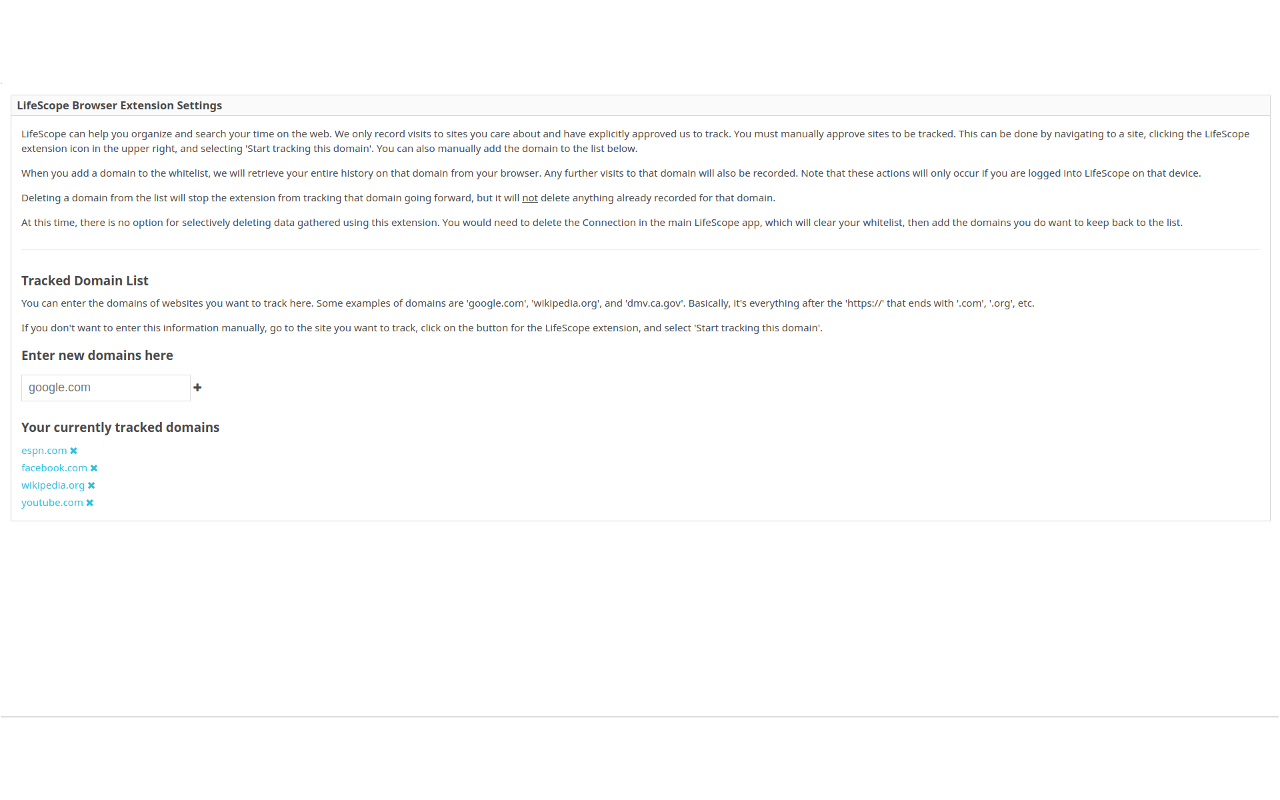 LifeScope Browser Extension Settings
LifeScope can help you organize and search your time on the web. We only record visits to sites you care about and have explicitly approved us to track. You must manually approve sites to be tracked. This can be done by navigating to a site, clicking the LifeScope
extension icon in the upper right, and selecting 'Start tracking this domain'. You can also manually add the domain to the list below.
When you add a domain to the whitelist, we will retrieve your entire history on that domain from your browser. Any further visits to that domain will also be recorded. Note that these actions will only occur if you are logged into LifeScope on that device.
Deleting a domain from the list will stop the extension from tracking that domain going forward, but it will not delete anything already recorded for that domain.
At this time, there is no option for selectively deleting data gathered using this extension. You would need to delete the Connection in the main LifeScope app, which will clear your whitelist, then add the domains you do want to keep back to the list.
Tracked Domain List
You can enter the domains of websites you want to track here. Some examples of domains are 'google.com', 'wikipedia.org', and 'dmv.ca.gov'. Basically, it's everything after the 'https://' that ends with '.com', '.org', etc.
If you don't want to enter this information manually, go to the site you want to track, click on the button for the LifeScope extension, and select 'Start tracking this domain'.
Enter new domains here
google.com
Your currently tracked domains
espn.com
facebook.com
wikipedia.org
youtube.com